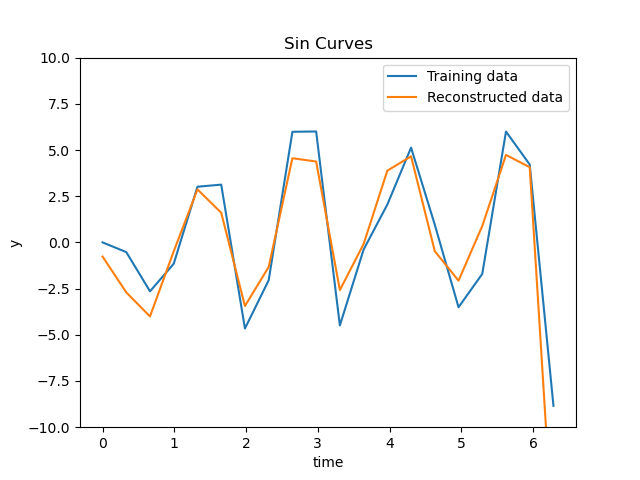 Sin Curves
Training data
Reconstructed data
10.0
7.5
5.0
2.5
0.0
−2.5
−5.0
−7.5
−10.0
y
0 1 2 3 4 5 6
time